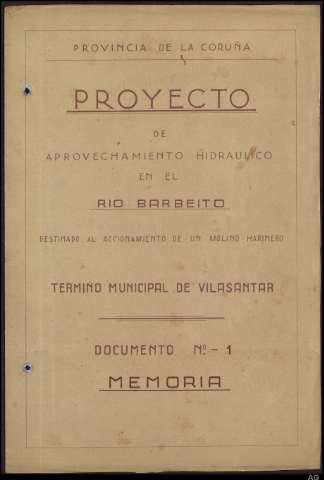 PROVINCIA DE LA CORUÑA
PROYECTO
DE
APROVECHAMIENTO HIDRAULICO
EN EL
RIO BARBEITO
DESTINADO AL ACCIONAMIENTO DE UN MOLINO HARINERO
TERMINO MUNICIPAL DE VILASANTAR
DOCUMENTO Nº - 1
MEMORIA
AG